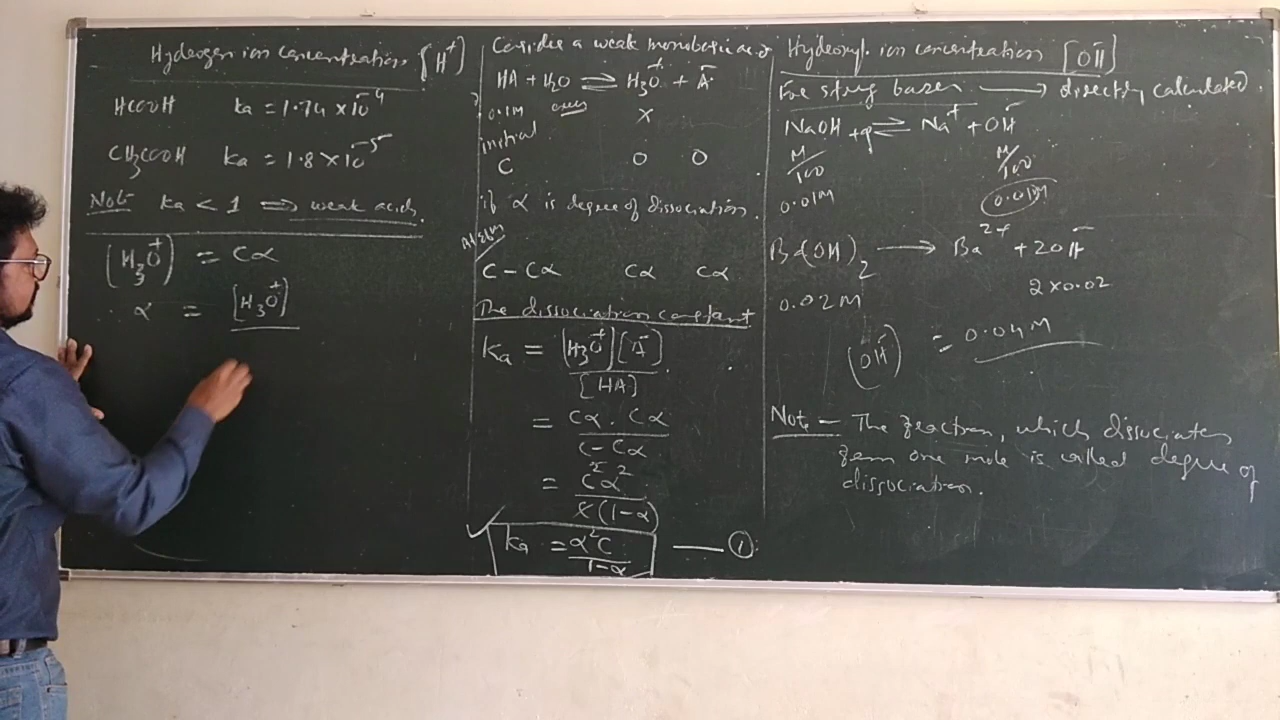 Hydrogen ion concentration [H⁺]
HCOOH Ka = 1.74 × 10⁻⁴
CH₃COOH Ka = 1.8 × 10⁻⁵
Note Ka < 1 ⇒ weak acids.
[H₃O⁺] = Cα
∴ α = [H₃O⁺]
Consider a weak monobasic acid
HA + H₂O ⇌ H₃O⁺ + A⁻
0.1M X
initial
C 0 0
if α is degree of dissociation.
At
C – Cα Cα Cα
The dissociation constant
Ka = [H₃O⁺][A⁻] / [HA]
= Cα . Cα / C – Cα
= C²α² / C(1–α)
Ka = α²C / 1–α — ①
Hydroxyl ion concentration [OH⁻]
For strong bases → directly calculated.
NaOH + aq ⇌ Na⁺ + OH⁻
M/100 M/100
0.01M 0.01M
Ba(OH)₂ → Ba²⁺ + 2OH⁻
0.02M 2×0.02
[OH⁻] = 0.04M
Note – The fraction, which dissociates
from one mole is called degree of
dissociation.